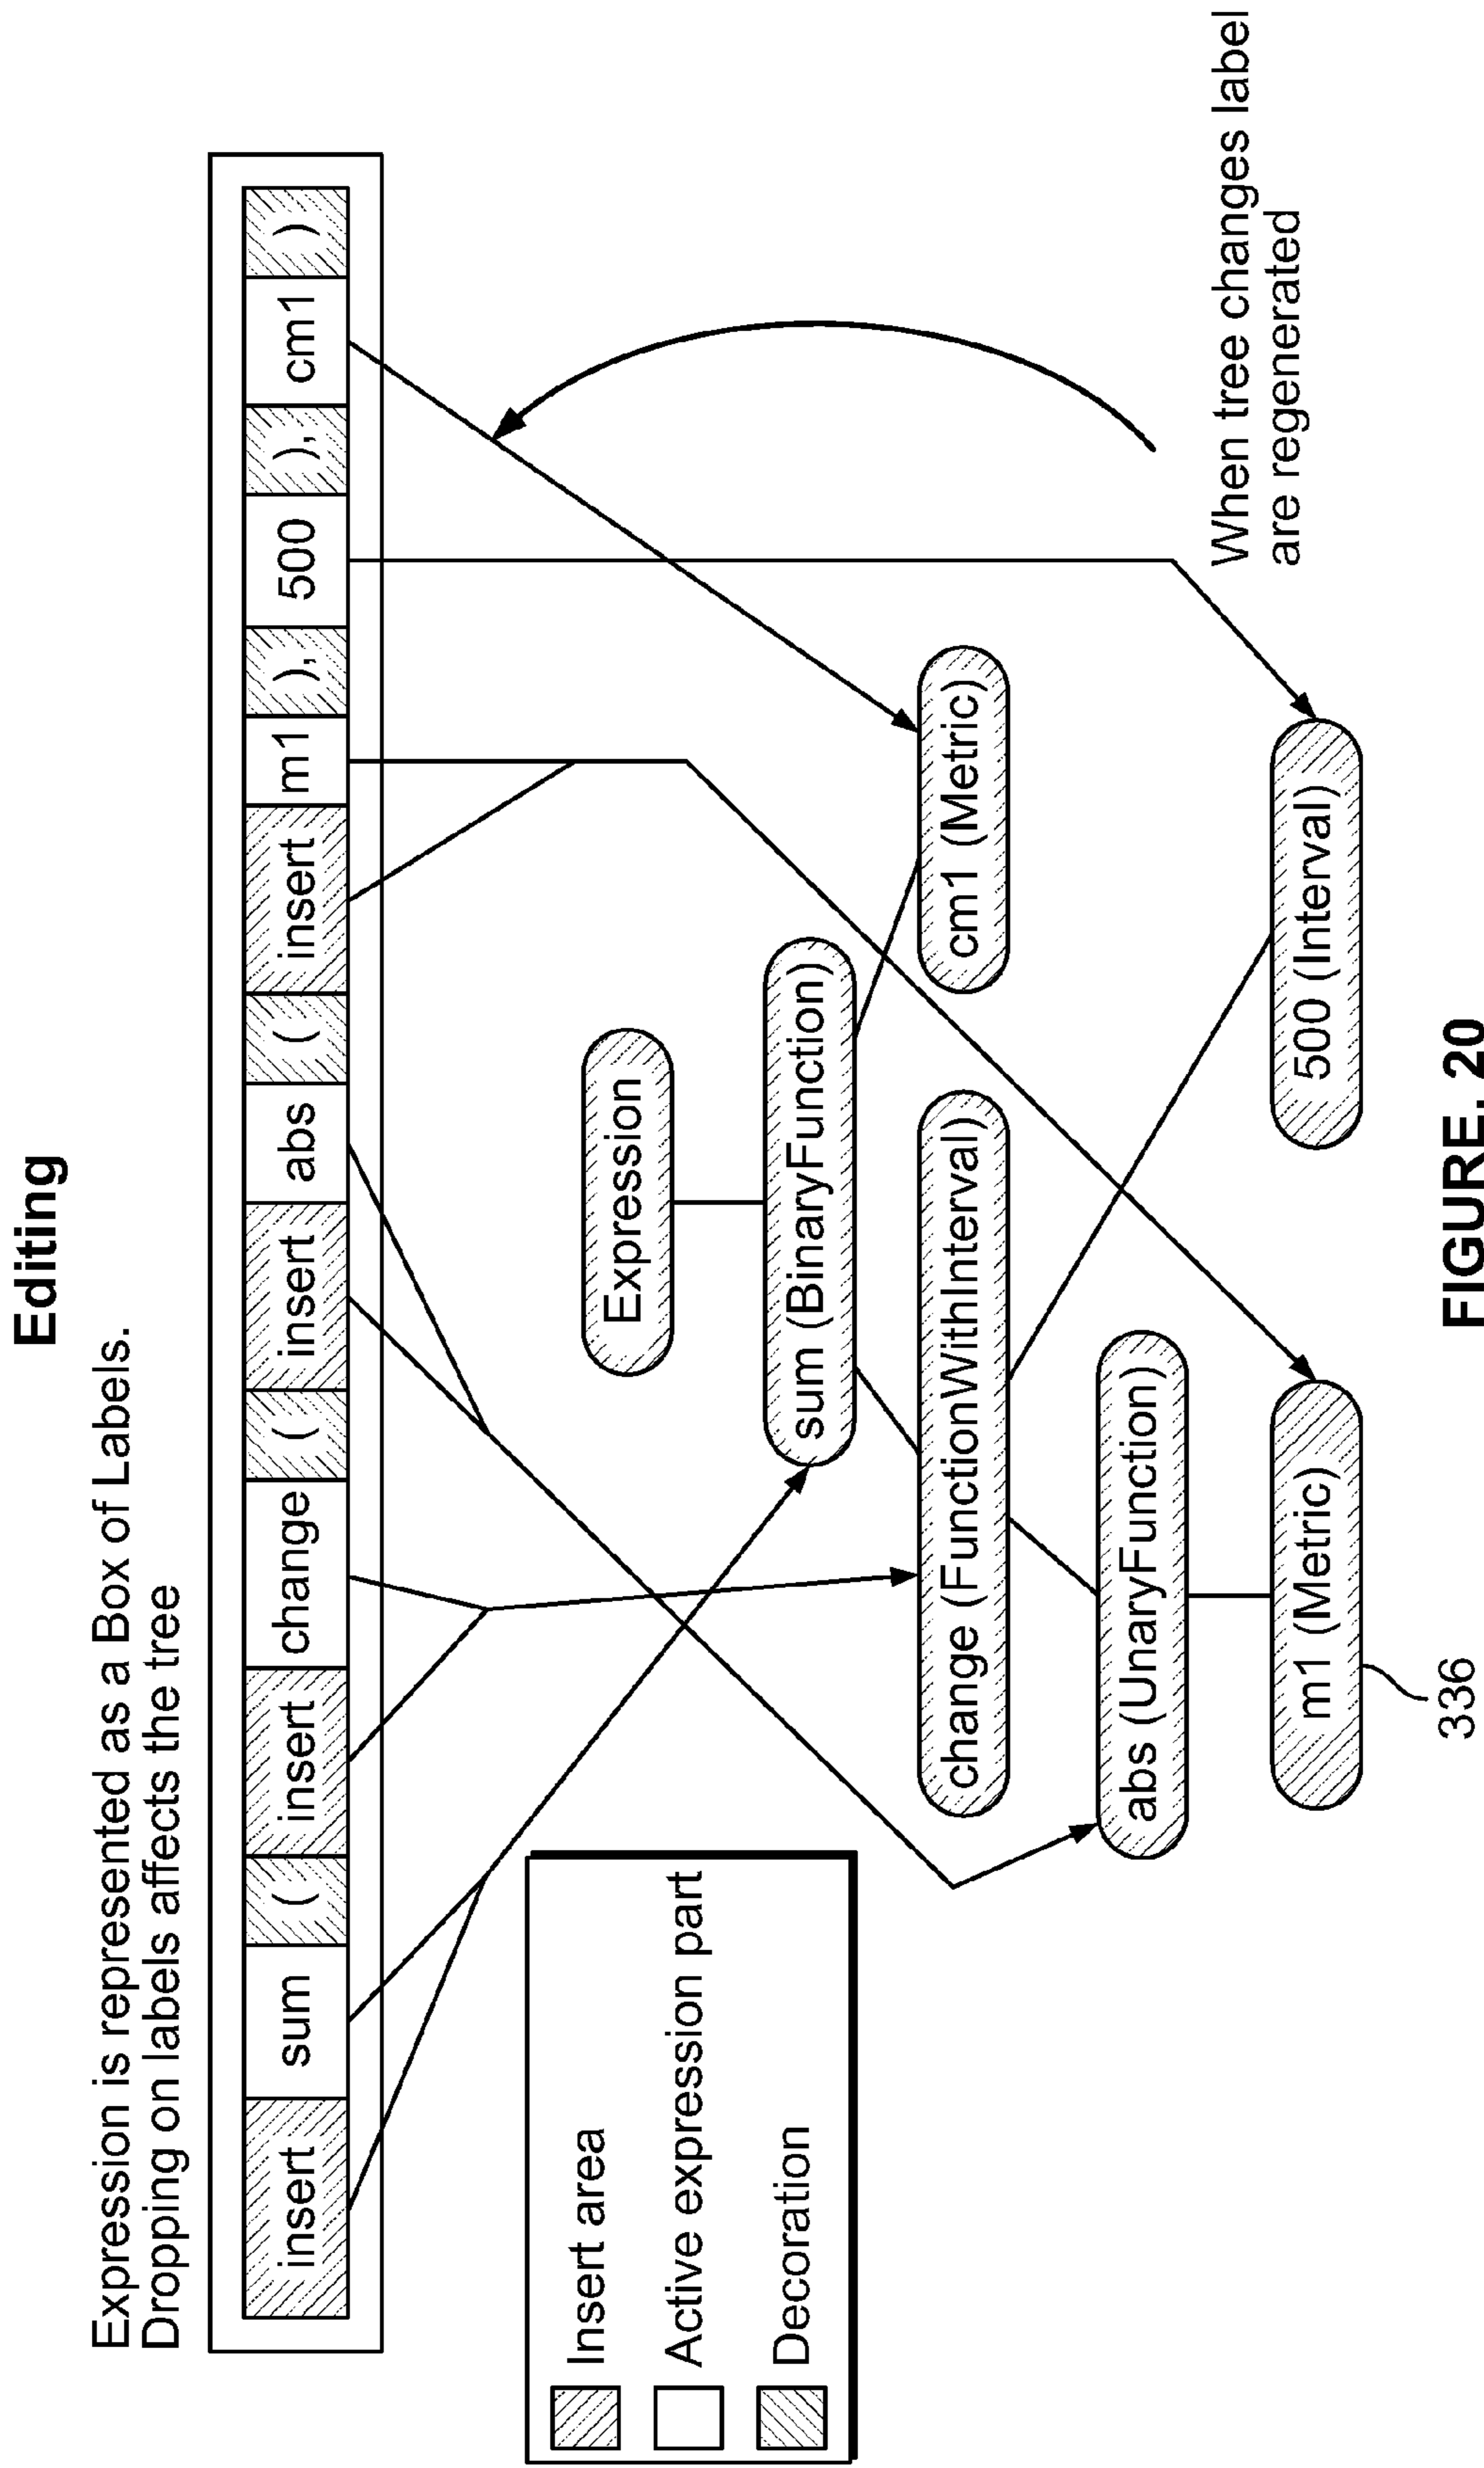 Editing
Expression is represented as a Box of Labels.
Dropping on labels affects the tree
insert sum ( insert change ( insert abs ( insert m1 ), 500 ), cm1 )
Insert area
Active expression part
Decoration
Expression
sum (BinaryFunction)
change (FunctionWithInterval)
cm1 (Metric)
abs (UnaryFunction)
m1 (Metric)
500 (Interval)
When tree changes label
are regenerated
336
FIGURE. 20